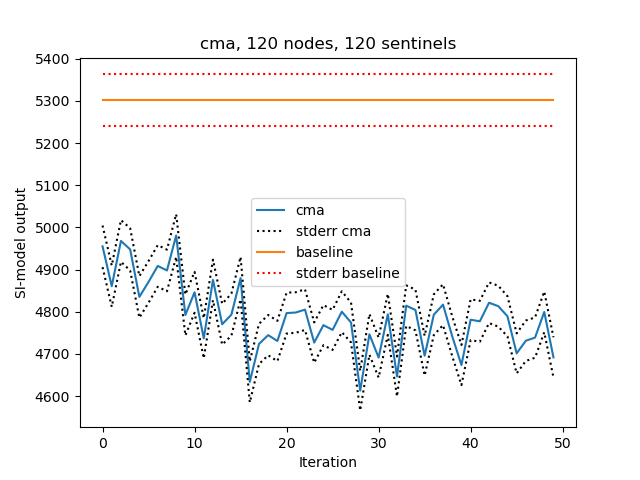 cma, 120 nodes, 120 sentinels
SI-model output
5400
5300
5200
5100
5000
4900
4800
4700
4600
cma
stderr cma
baseline
stderr baseline
0 10 20 30 40 50
Iteration